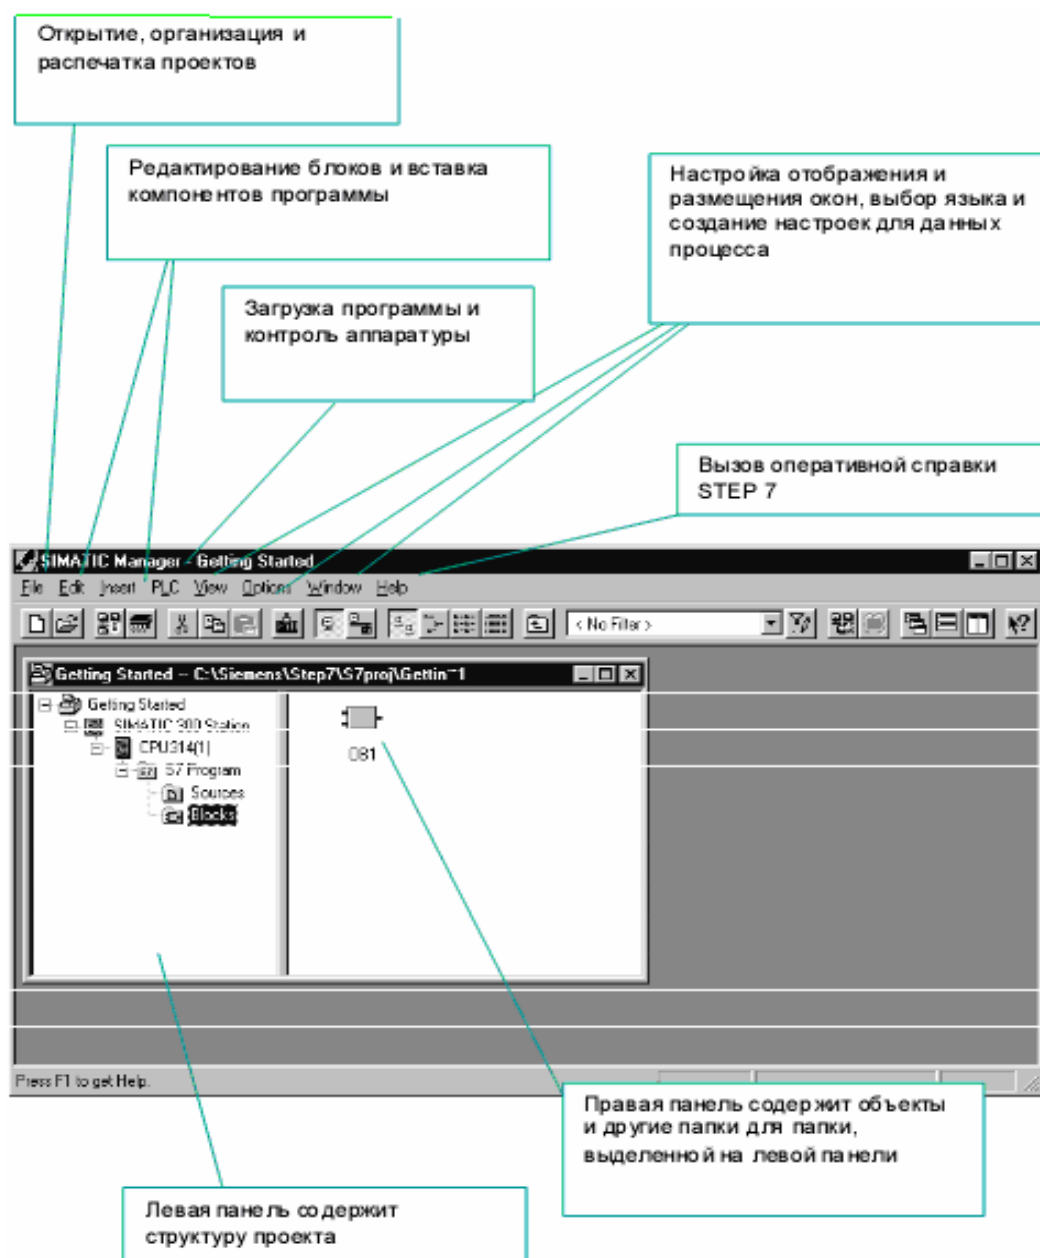 Открытие, организация и
распечатка проектов
Редактирование блоков и вставка
компонентов программы
Настройка отображения и
размещения окон, выбор языка и
создание настроек для данных
процесса
Загрузка программы и
контроль аппаратуры
Вызов оперативной справки
STEP 7
SIMATIC Manager - Getting Started
File Edit Insert PLC View Options Window Help
< No Filter >
Getting Started -- C:\Siemens\Step7\S7proj\Gettin~1
Getting Started
SIMATIC 300 Station
CPU314(1)
S7 Program
Sources
Blocks
OB1
Press F1 to get Help.
Правая панель содержит объекты
и другие папки для папки,
выделенной на левой панели
Левая панель содержит
структуру проекта